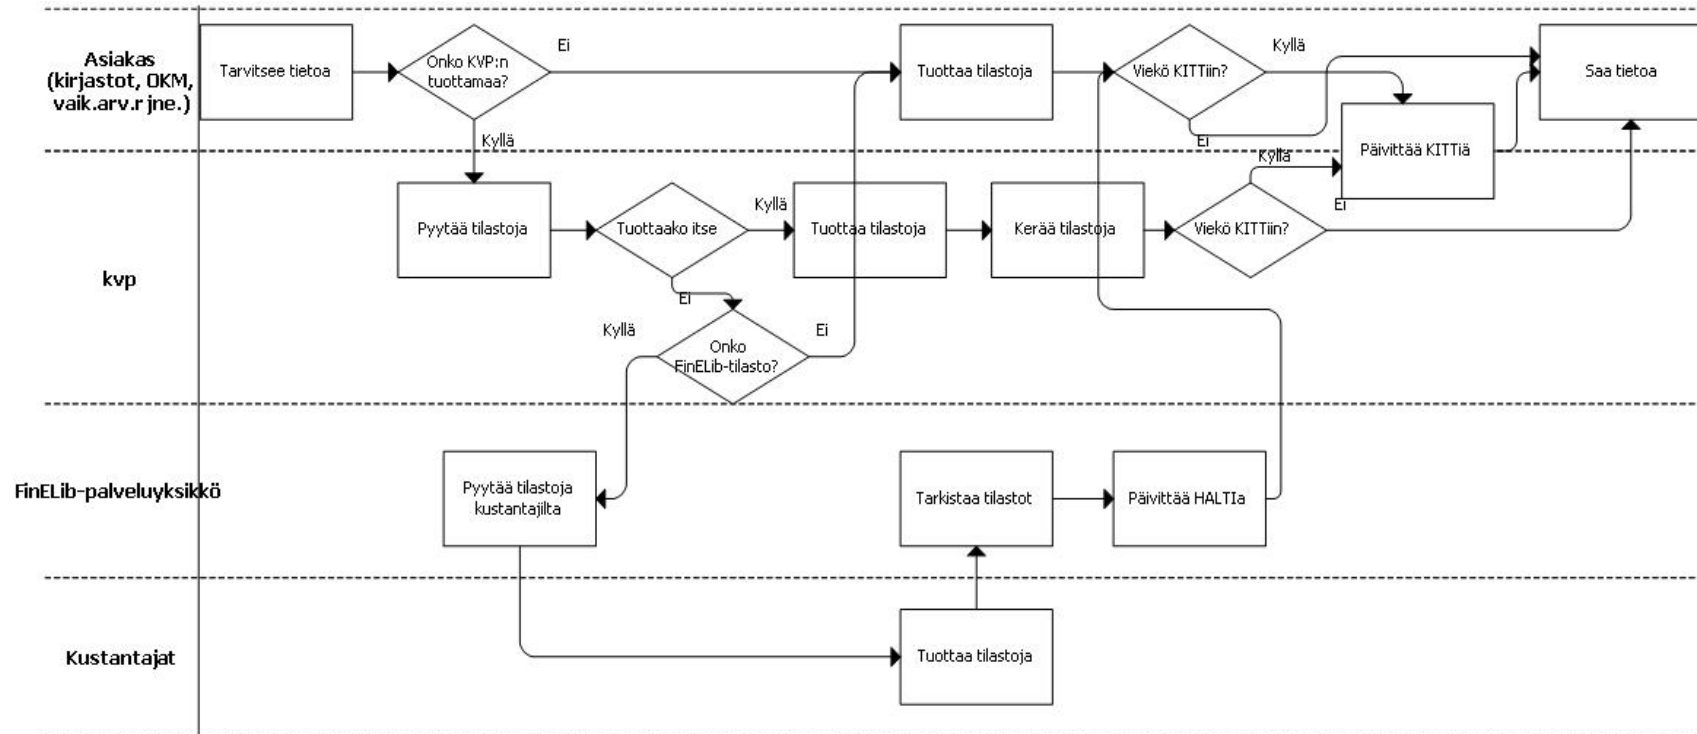 Asiakas
(kirjastot, OKM,
vaik.arv.r jne.)
Tarvitsee tietoa
Onko KVP:n
tuottamaa?
Ei
Kyllä
Tuottaa tilastoja
Viekö KITTiin?
Kyllä
Ei
Saa tietoa
Päivittää KITTiä
kvp
Pyytää tilastoja
Tuottaako itse
Kyllä
Ei
Tuottaa tilastoja
Kerää tilastoja
Viekö KITTiin?
Kyllä
Ei
Onko
FinELib-tilasto?
Kyllä
Ei
FinELib-palveluyksikkö
Pyytää tilastoja
kustantajilta
Tarkistaa tilastot
Päivittää HALTIa
Kustantajat
Tuottaa tilastoja